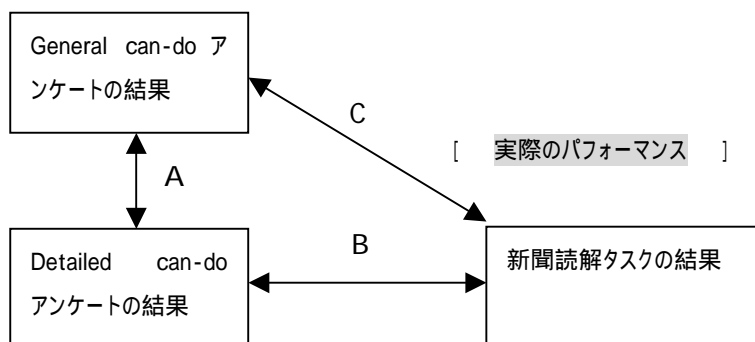 General can-do ア
ンケートの結果
C
[ 実際のパフォーマンス ]
A
Detailed can-do
アンケートの結果
B
新聞読解タスクの結果